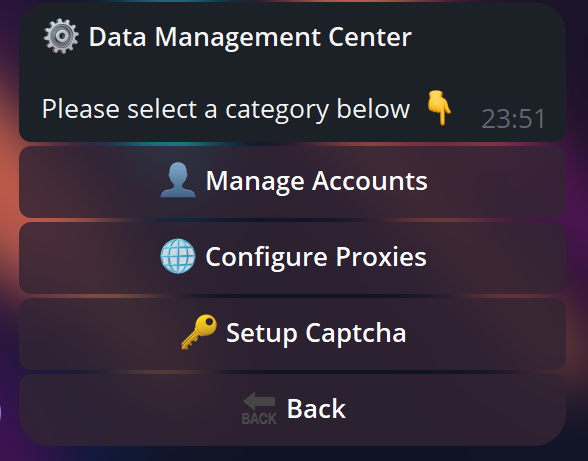 Data Management Center
Please select a category below
23:51
Manage Accounts
Configure Proxies
Setup Captcha
BACK Back